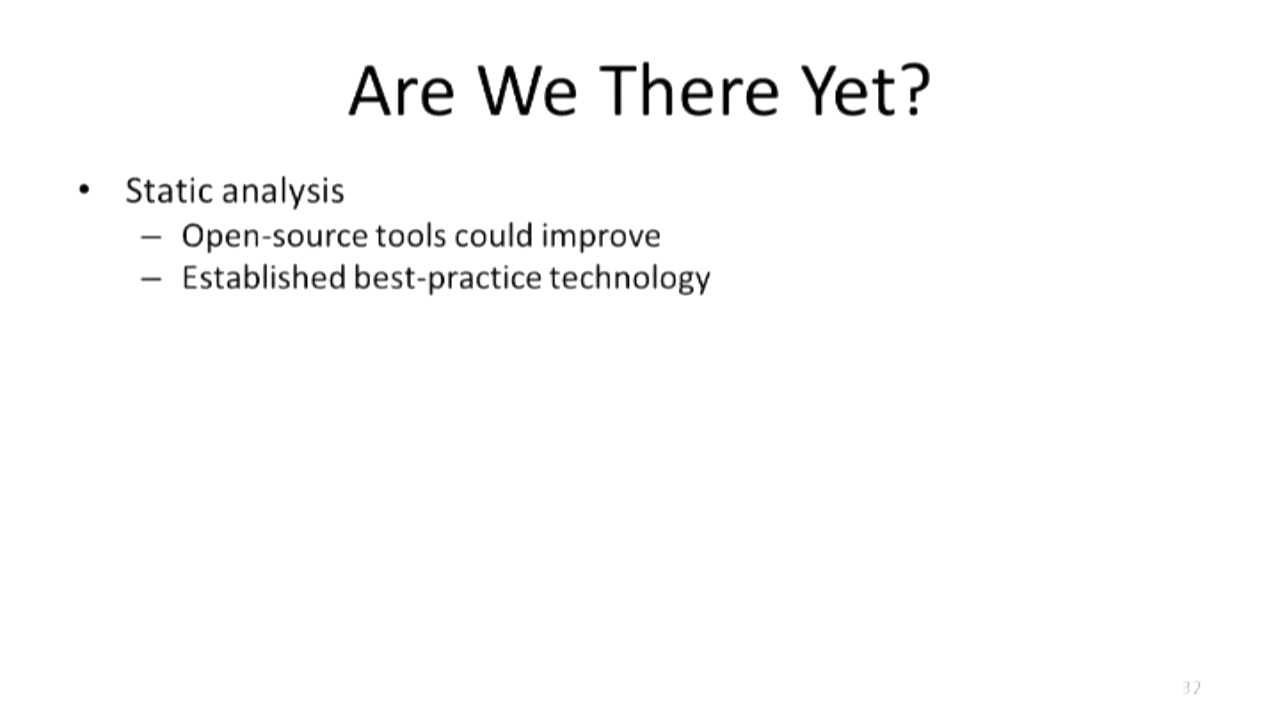 Are We There Yet?
• Static analysis
– Open-source tools could improve
– Established best-practice technology
32